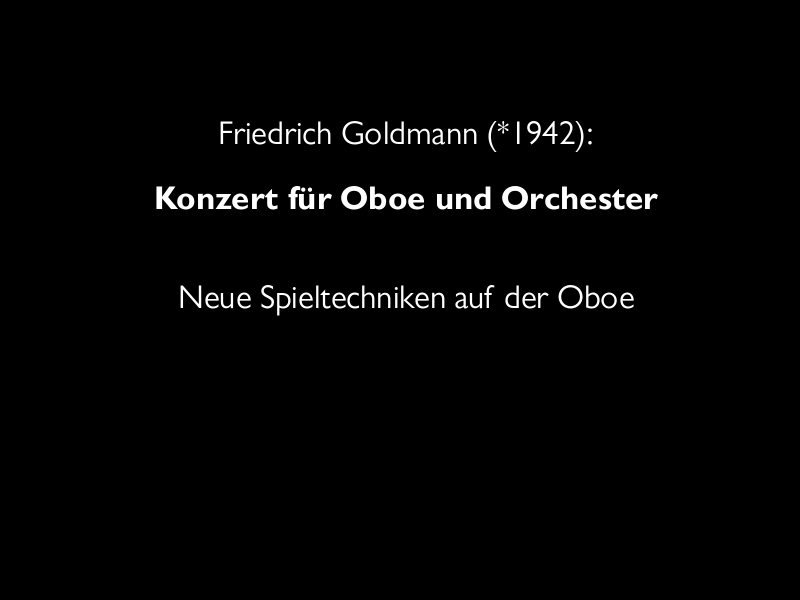 Friedrich Goldmann (*1942):
Konzert für Oboe und Orchester
Neue Spieltechniken auf der Oboe